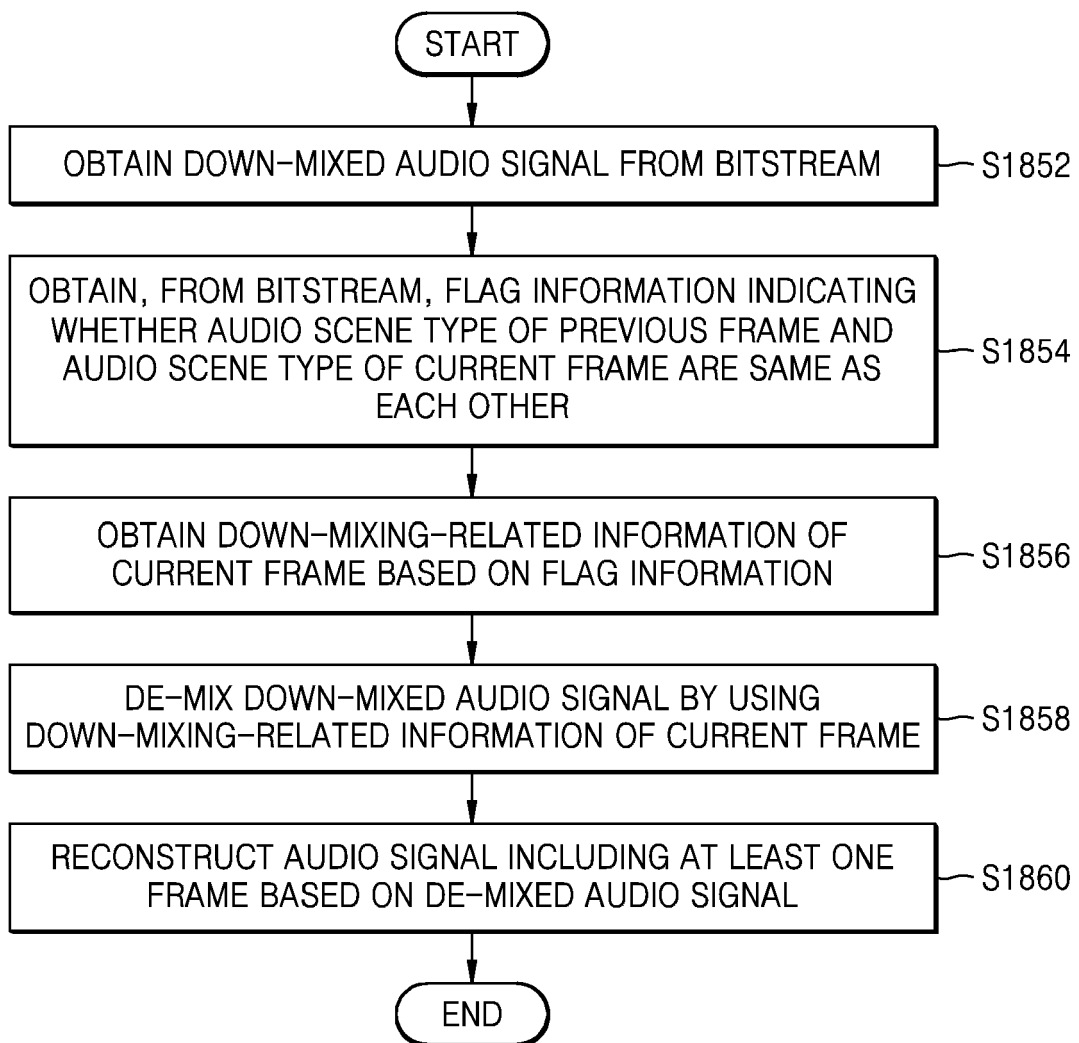 START
OBTAIN DOWN-MIXED AUDIO SIGNAL FROM BITSTREAM
S1852
OBTAIN, FROM BITSTREAM, FLAG INFORMATION INDICATING
WHETHER AUDIO SCENE TYPE OF PREVIOUS FRAME AND
AUDIO SCENE TYPE OF CURRENT FRAME ARE SAME AS
EACH OTHER
S1854
OBTAIN DOWN-MIXING-RELATED INFORMATION OF
CURRENT FRAME BASED ON FLAG INFORMATION
S1856
DE-MIX DOWN-MIXED AUDIO SIGNAL BY USING
DOWN-MIXING-RELATED INFORMATION OF CURRENT FRAME
S1858
RECONSTRUCT AUDIO SIGNAL INCLUDING AT LEAST ONE
FRAME BASED ON DE-MIXED AUDIO SIGNAL
S1860
END